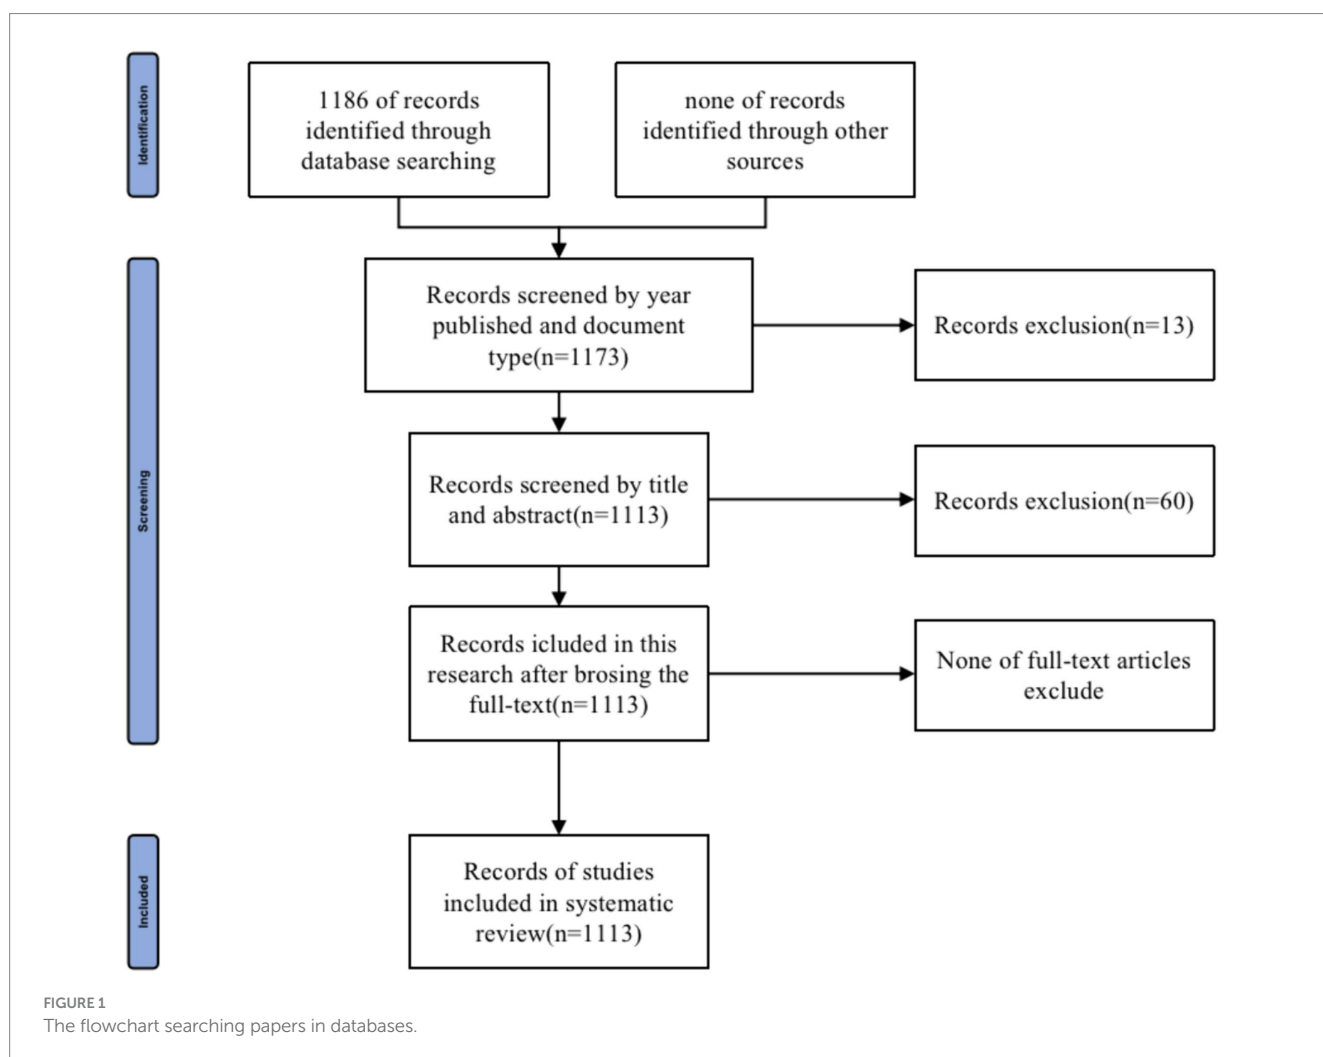 Identification
1186 of records
identified through
database searching
none of records
identified through other
sources
Screening
Records screened by year
published and document
type(n=1173)
Records exclusion(n=13)
Records screened by title
and abstract(n=1113)
Records exclusion(n=60)
Records icluded in this
research after brosing the
full-text(n=1113)
None of full-text articles
exclude
Included
Records of studies
included in systematic
review(n=1113)
FIGURE 1
The flowchart searching papers in databases.